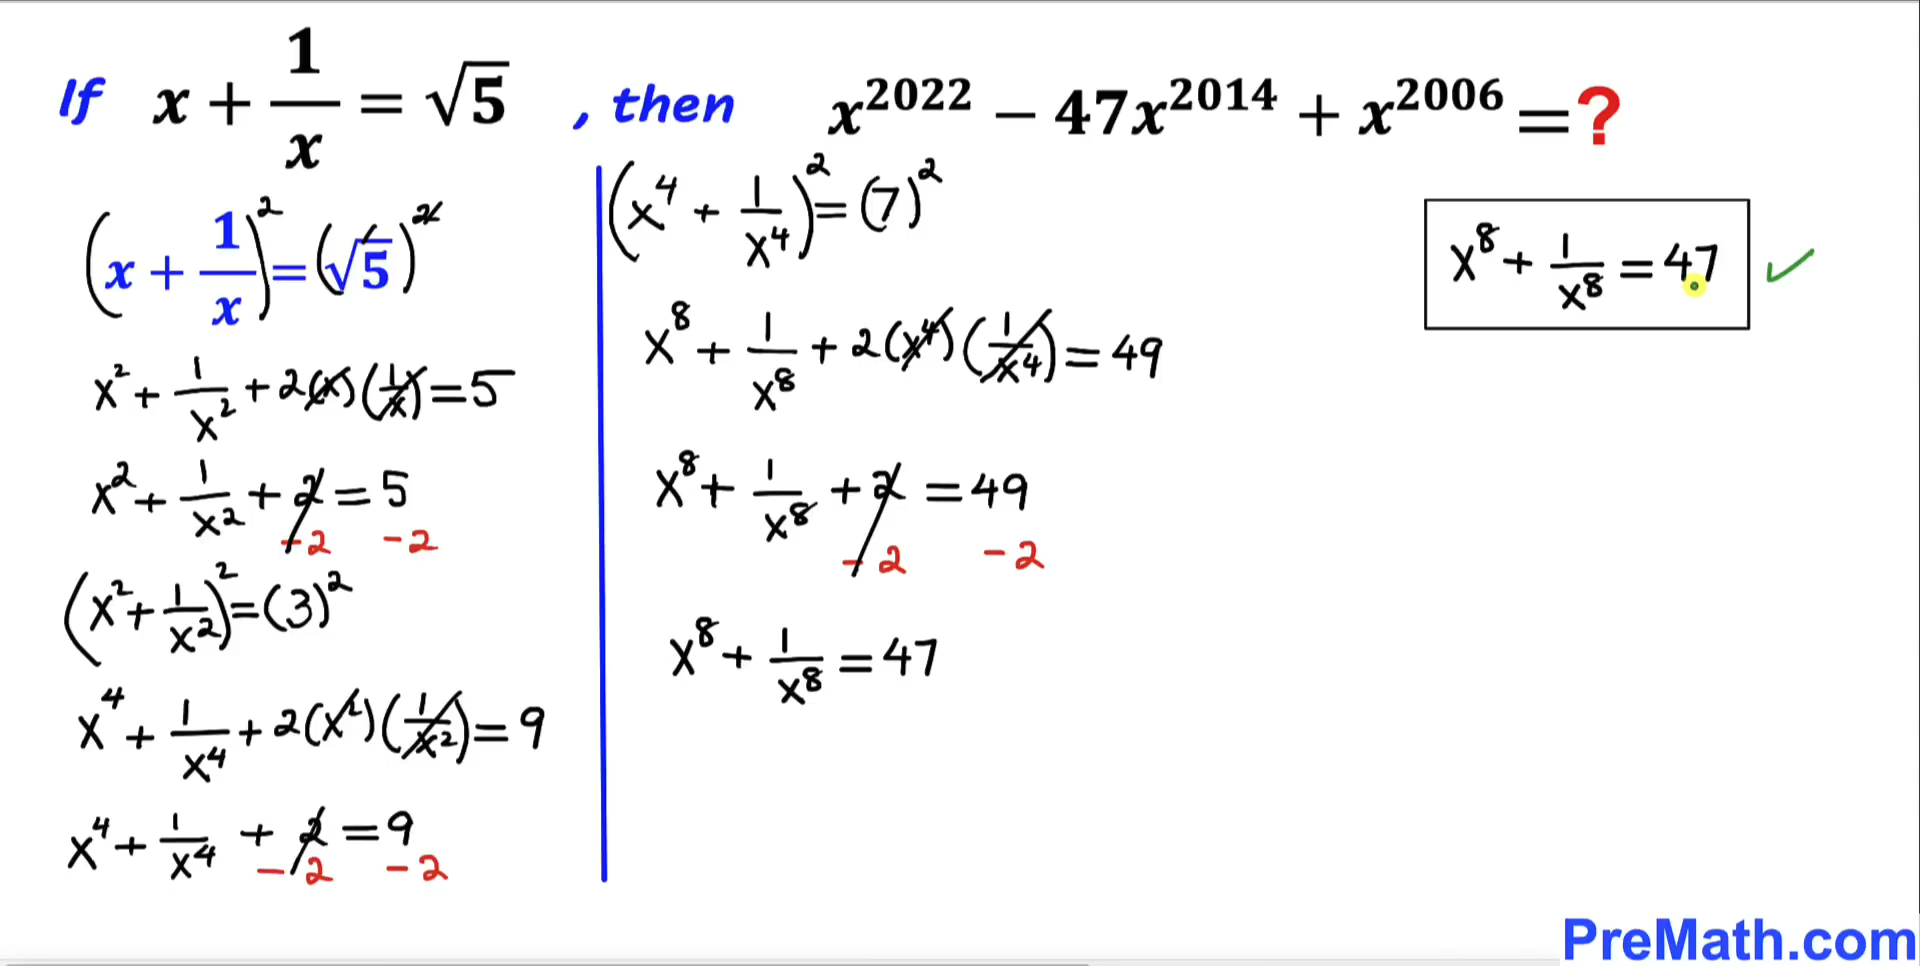 If x + 1/x = √5 , then x^2022 − 47x^2014 + x^2006 = ?
(x + 1/x)^2 = (√5)^2
x^2 + 1/x^2 + 2(x)(1/x) = 5
x^2 + 1/x^2 + 2 = 5
-2 -2
(x^2 + 1/x^2)^2 = (3)^2
x^4 + 1/x^4 + 2(x^2)(1/x^2) = 9
x^4 + 1/x^4 + 2 = 9
-2 -2
(x^4 + 1/x^4)^2 = (7)^2
x^8 + 1/x^8 + 2(x^4)(1/x^4) = 49
x^8 + 1/x^8 + 2 = 49
-2 -2
x^8 + 1/x^8 = 47
x^8 + 1/x^8 = 47 ✓
PreMath.com